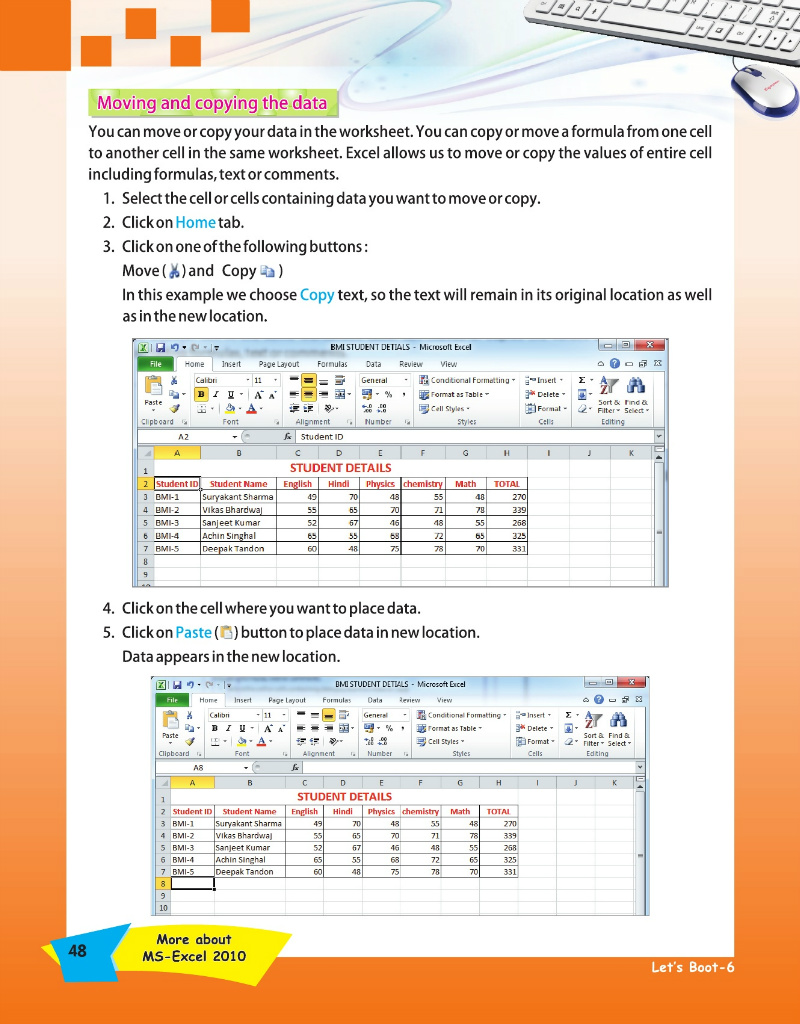 Moving and copying the data
You can move or copy your data in the worksheet. You can copy or move a formula from one cell
to another cell in the same worksheet. Excel allows us to move or copy the values of entire cell
including formulas, text or comments.
1. Select the cell or cells containing data you want to move or copy.
2. Click on Home tab.
3. Click on one of the following buttons :
Move ( ) and Copy )
In this example we choose Copy text, so the text will remain in its original location as well
as in the new location.
BMI STUDENT DETIALS - Microsoft Excel
File Home Insert Page Layout Formulas Data Review View
Calibri 11 General Conditional Formatting Insert Σ
Paste B I U A A % , Format as Table Delete Sort & Find &
Cell Styles Format Filter Select
Clipboard Font Alignment Number Styles Cells Editing
A2 fx Student ID
A B C D E F G H I J K
1 STUDENT DETAILS
2 Student ID Student Name English Hindi Physics chemistry Math TOTAL
3 BMI-1 Suryakant Sharma 49 70 48 55 48 270
4 BMI-2 Vikas Bhardwaj 55 65 70 71 78 339
5 BMI-3 Sanjeet Kumar 52 67 46 48 55 268
6 BMI-4 Achin Singhal 65 55 68 72 65 325
7 BMI-5 Deepak Tandon 60 48 75 78 70 331
8
9
4. Click on the cell where you want to place data.
5. Click on Paste ( ) button to place data in new location.
Data appears in the new location.
BMI STUDENT DETIALS - Microsoft Excel
File Home Insert Page Layout Formulas Data Review View
Calibri 11 General Conditional Formatting Insert Σ
Paste B I U A A % , Format as Table Delete Sort & Find &
Cell Styles Format Filter Select
Clipboard Font Alignment Number Styles Cells Editing
A8 fx
A B C D E F G H I J K
1 STUDENT DETAILS
2 Student ID Student Name English Hindi Physics chemistry Math TOTAL
3 BMI-1 Suryakant Sharma 49 70 48 55 48 270
4 BMI-2 Vikas Bhardwaj 55 65 70 71 78 339
5 BMI-3 Sanjeet Kumar 52 67 46 48 55 268
6 BMI-4 Achin Singhal 65 55 68 72 65 325
7 BMI-5 Deepak Tandon 60 48 75 78 70 331
8
9
10
48
More about
MS-Excel 2010
Let's Boot-6